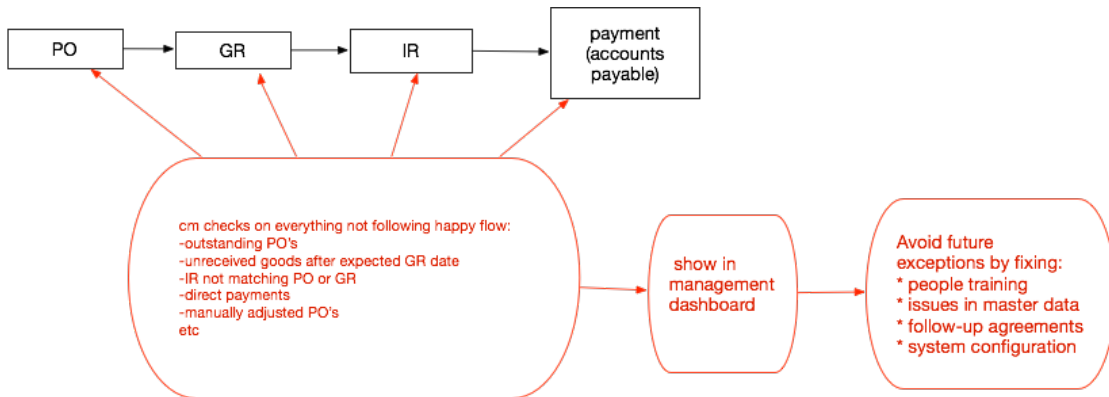 PO
GR
IR
payment
(accounts
payable)
cm checks on everything not following happy flow:
-outstanding PO's
-unreceived goods after expected GR date
-IR not matching PO or GR
-direct payments
-manually adjusted PO's
etc
show in
management
dashboard
Avoid future
exceptions by fixing:
* people training
* issues in master data
* follow-up agreements
* system configuration